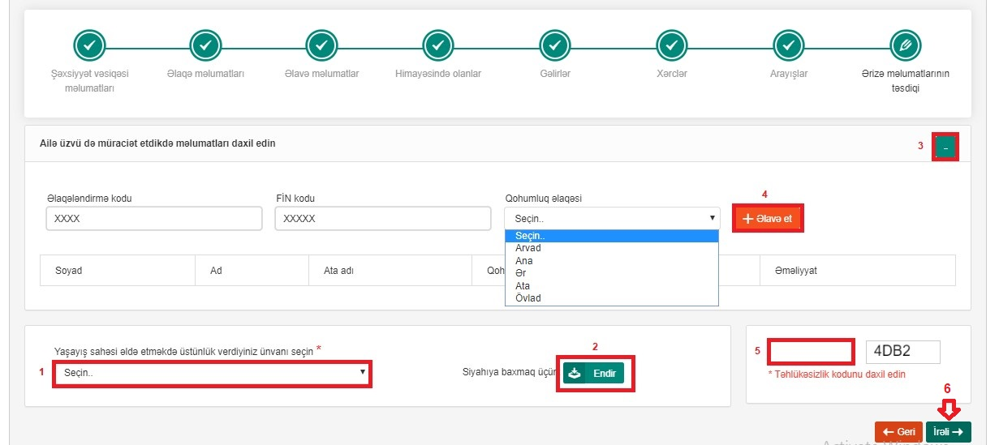 Şəxsiyyət vəsiqəsi
məlumatları
Əlaqə məlumatları
Əlavə məlumatlar
Himayəsində olanlar
Gəlirlər
Xərclər
Arayışlar
Ərizə məlumatlarının
təsdiqi
Ailə üzvü də müraciət etdikdə məlumatları daxil edin
3
-
Əlaqələndirmə kodu
FİN kodu
Qohumluq əlaqəsi
4
XXXX
XXXXX
Seçin..
+ Əlavə et
Seçin..
Arvad
Ana
Ər
Ata
Övlad
Soyad
Ad
Ata adı
Əməliyyat
Yaşayış sahəsi əldə etməkdə üstünlük verdiyiniz ünvanı seçin *
1
Seçin..
2
Siyahıya baxmaq üçün
Endir
5
4DB2
* Təhlükəsizlik kodunu daxil edin
6
← Geri
İrəli →